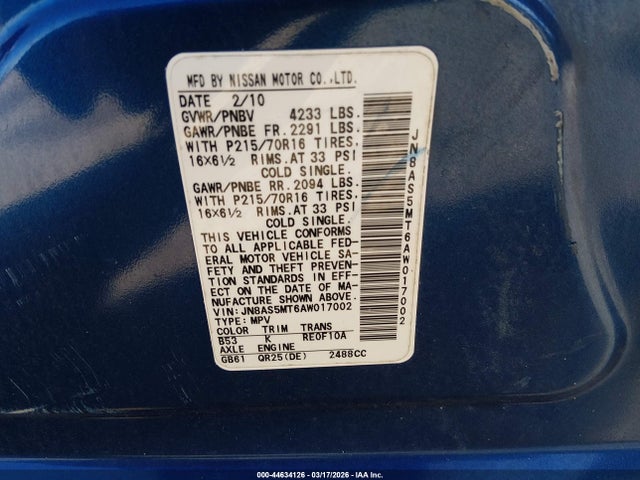 MFD BY NISSAN MOTOR CO.,LTD.
DATE 2/10
GVWR/PNBV 4233 LBS.
GAWR/PNBE FR. 2291 LBS.
WITH P215/70R16 TIRES.
16X6½ RIMS.AT 33 PSI
COLD SINGLE.
GAWR/PNBE RR. 2094 LBS.
WITH P215/70R16 TIRES.
16X6½ RIMS.AT 33 PSI
COLD SINGLE.
THIS VEHICLE CONFORMS
TO ALL APPLICABLE FED-
ERAL MOTOR VEHICLE SA-
FETY AND THEFT PREVEN-
TION STANDARDS IN EFF-
ECT ON THE DATE OF MA-
NUFACTURE SHOWN ABOVE.
VIN: JN8AS5MT6AW017002
TYPE: MPV
COLOR TRIM TRANS
B53 K RE0F10A
AXLE ENGINE
GB61 QR25(DE) 2488CC
JN8AS5MT6AW017002
000-44634126 - 03/17/2026 - IAA Inc.